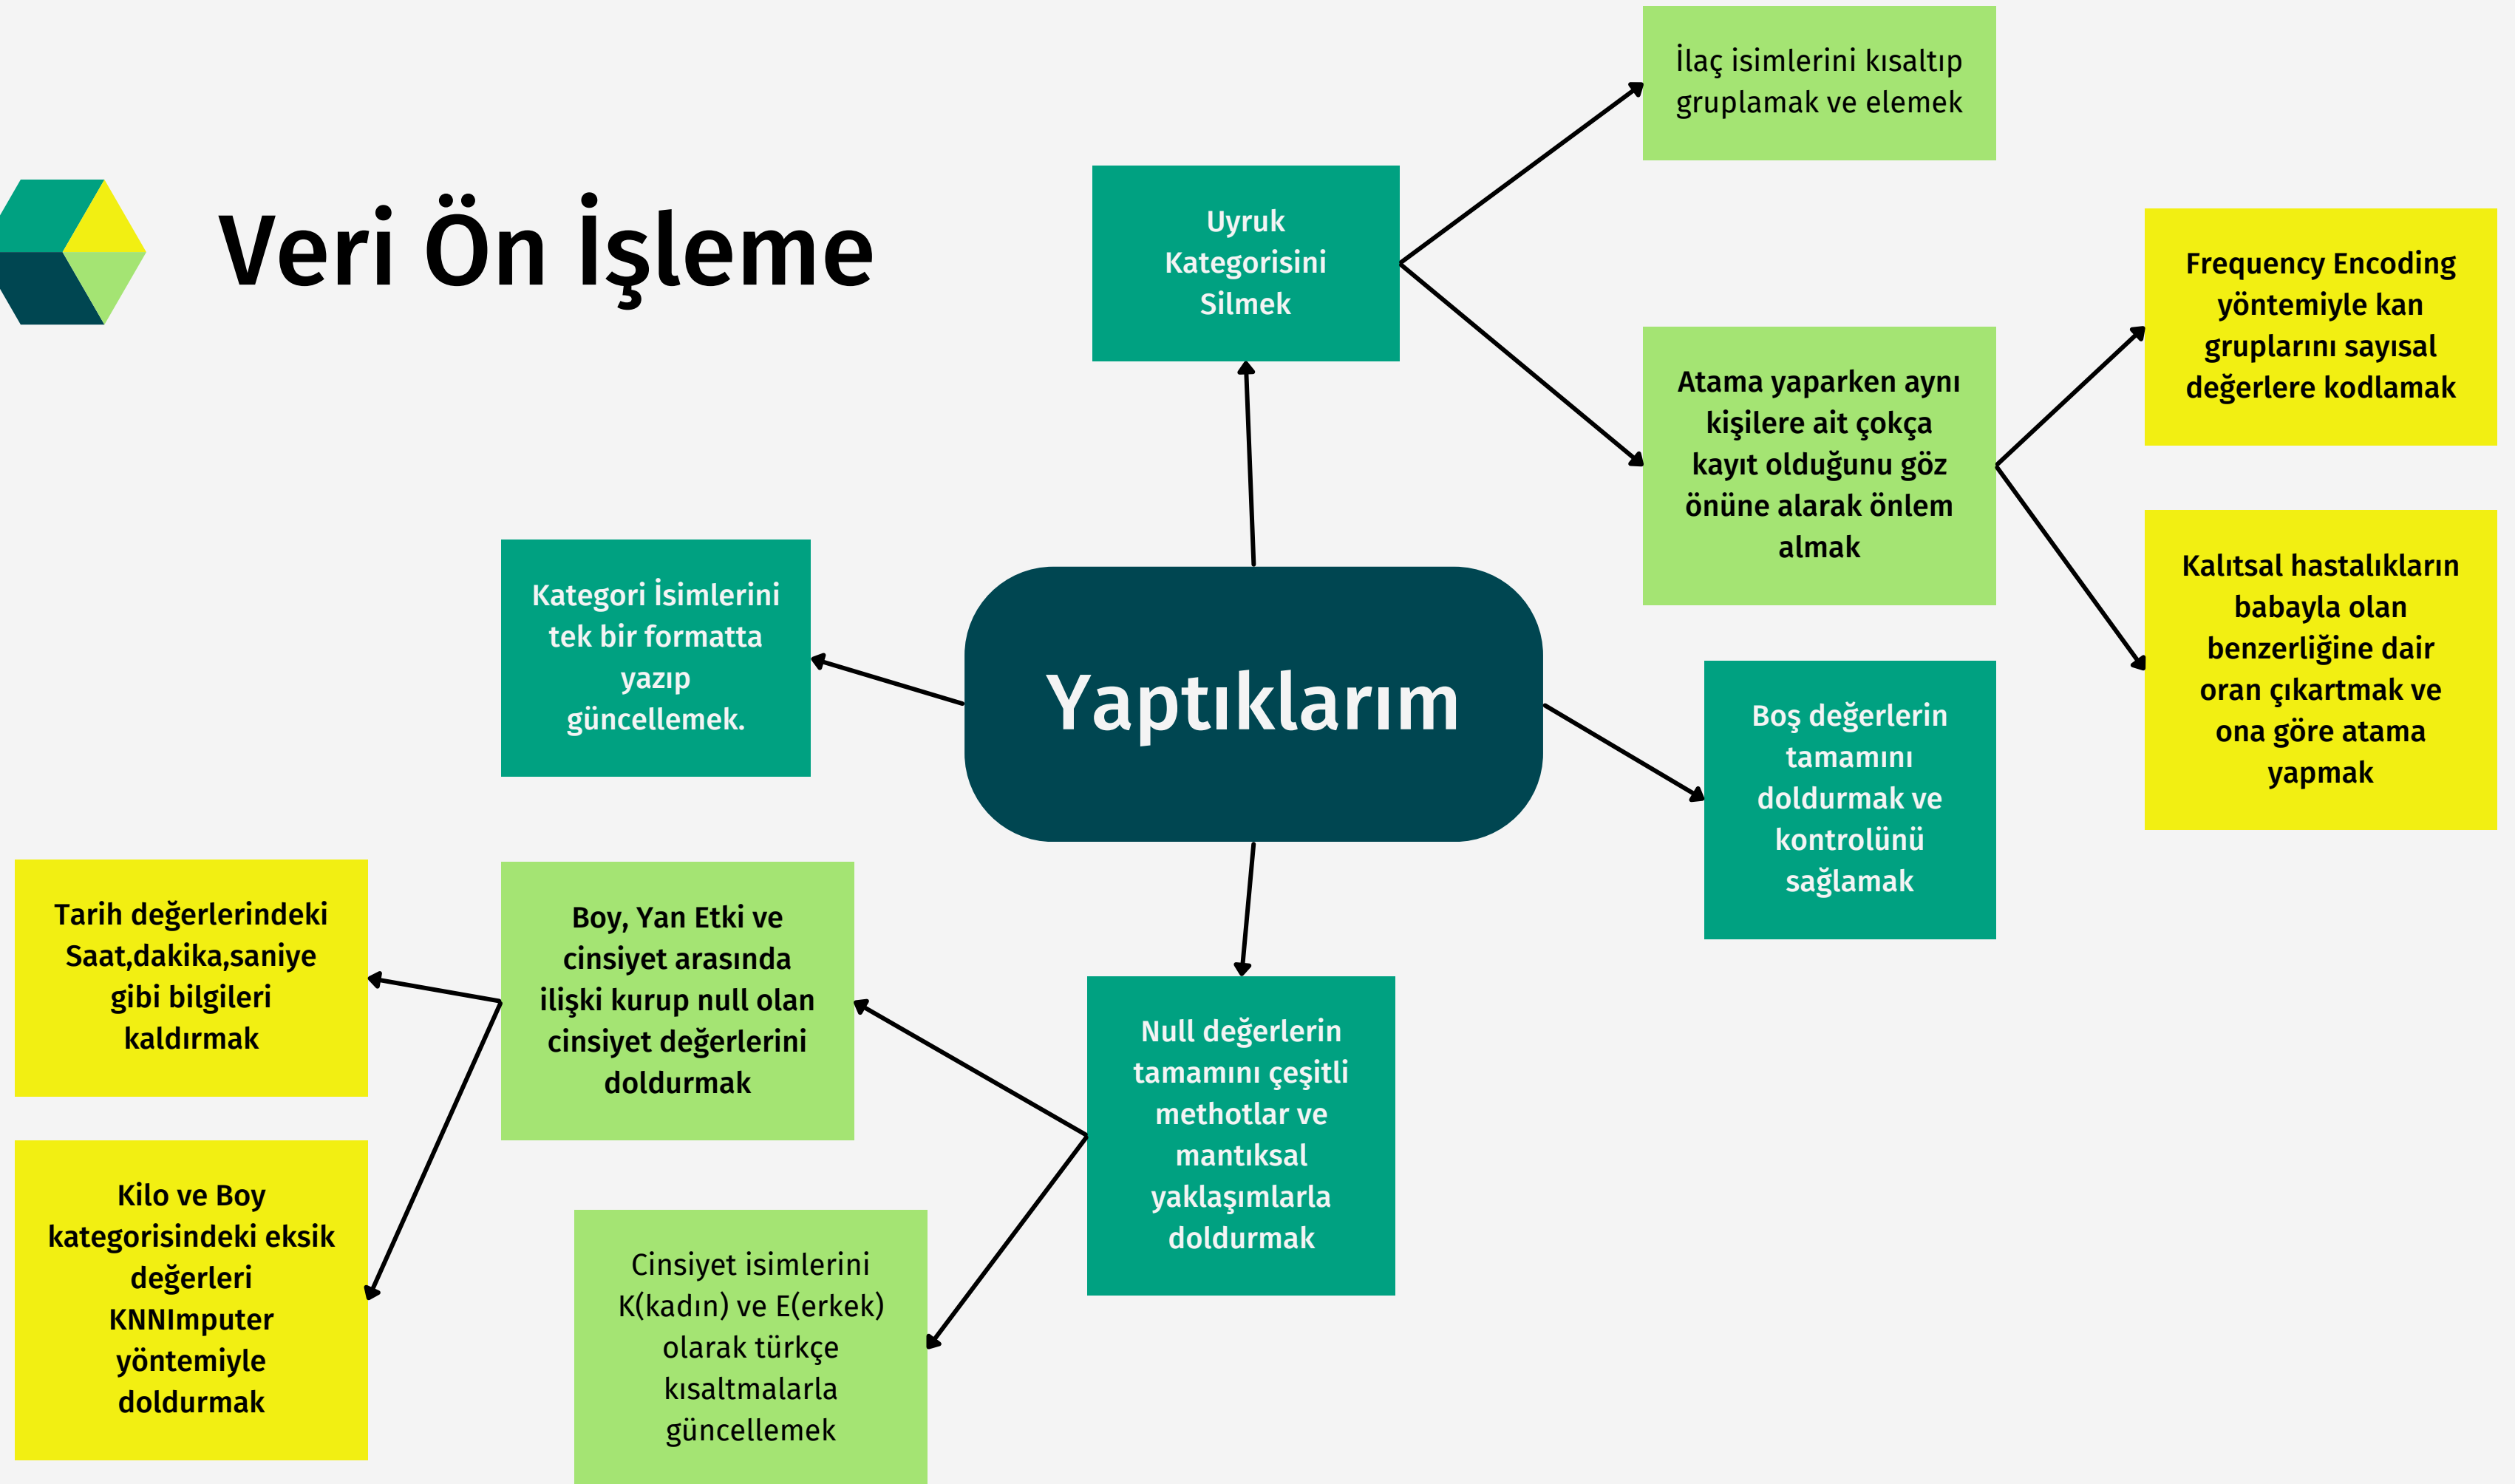 Veri Ön İşleme
Uyruk
Kategorisini
Silmek
İlaç isimlerini kısaltıp
gruplamak ve elemek
Atama yaparken aynı
kişilere ait çokça
kayıt olduğunu göz
önüne alarak önlem
almak
Frequency Encoding
yöntemiyle kan
gruplarını sayısal
değerlere kodlamak
Kalıtsal hastalıkların
babayla olan
benzerliğine dair
oran çıkartmak ve
ona göre atama
yapmak
Kategori İsimlerini
tek bir formatta
yazıp
güncellemek.
Yaptıklarım
Boş değerlerin
tamamını
doldurmak ve
kontrolünü
sağlamak
Tarih değerlerindeki
Saat,dakika,saniye
gibi bilgileri
kaldırmak
Boy, Yan Etki ve
cinsiyet arasında
ilişki kurup null olan
cinsiyet değerlerini
doldurmak
Null değerlerin
tamamını çeşitli
methotlar ve
mantıksal
yaklaşımlarla
doldurmak
Kilo ve Boy
kategorisindeki eksik
değerleri
KNNImputer
yöntemiyle
doldurmak
Cinsiyet isimlerini
K(kadın) ve E(erkek)
olarak türkçe
kısaltmalarla
güncellemek